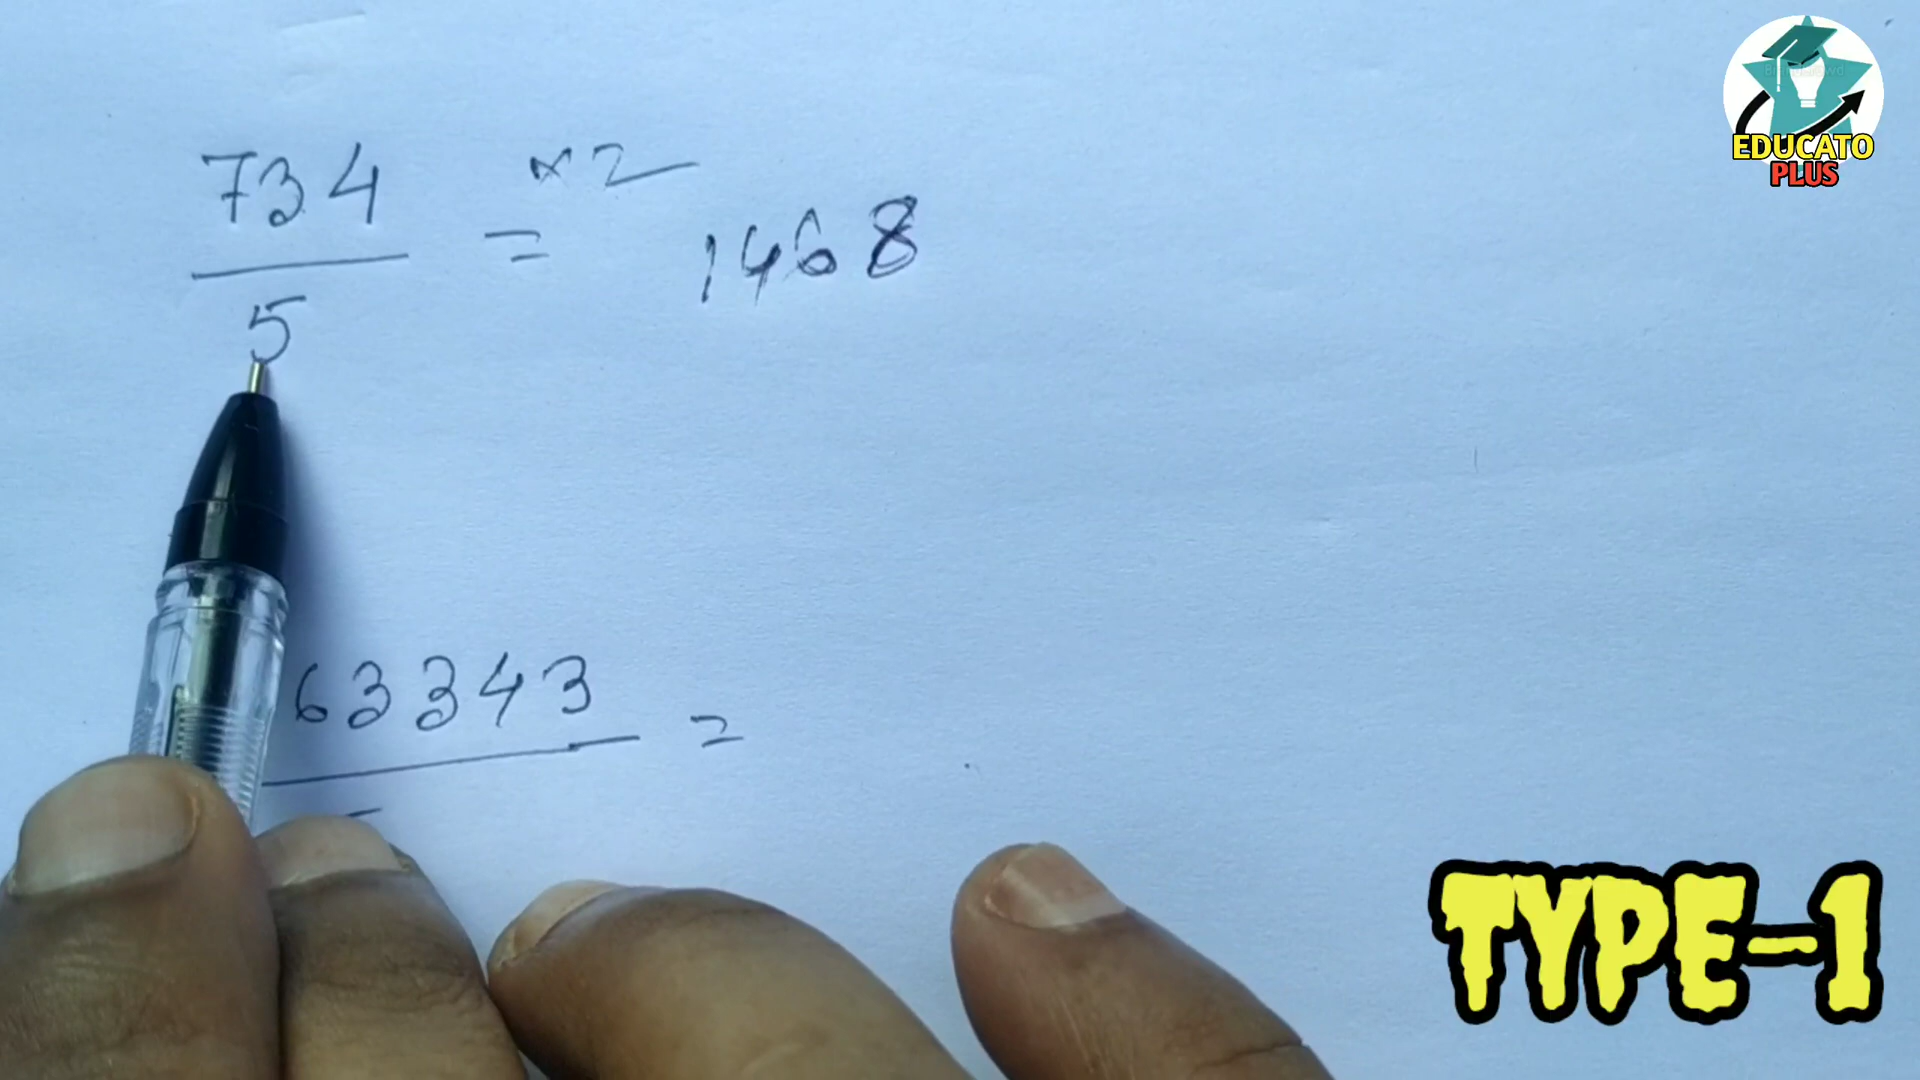 734
×2
= 1468
5
63343 =
EDUCATO
PLUS
TYPE-1